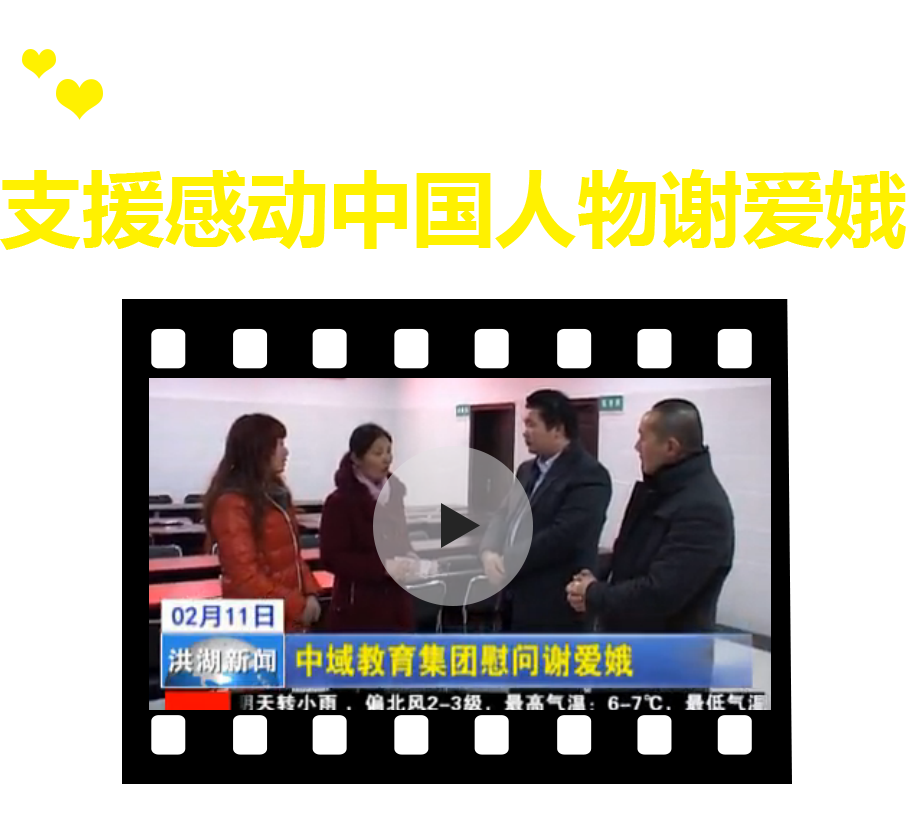 支援感动中国人物谢爱娥
02月11日
洪湖新闻
中域教育集团慰问谢爱娥
明天转小雨，偏北风2-3级，最高气温：6-7℃，最低气温